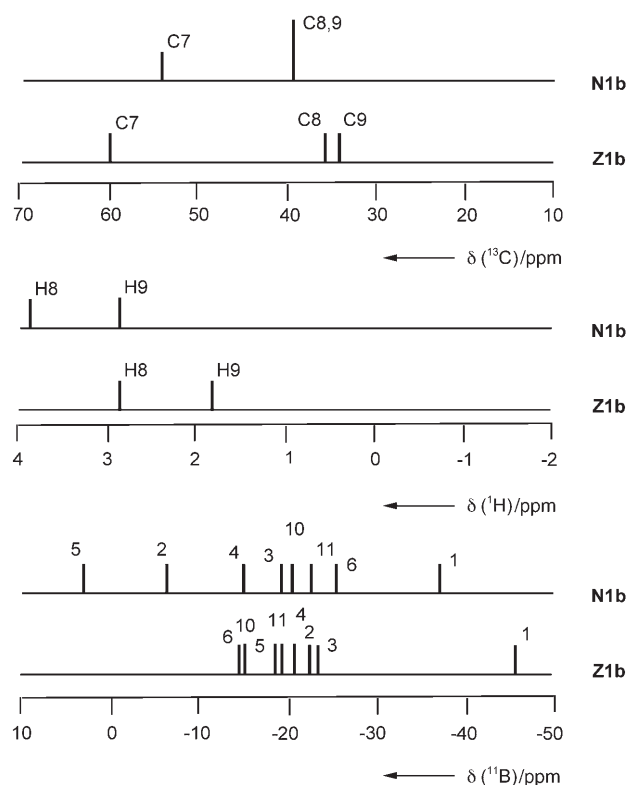 C7 C8,9
N1b
C7 C8 C9
Z1b
70 60 50 40 30 20 10
δ (¹³C)/ppm
H8 H9
N1b
H8 H9
Z1b
4 3 2 1 0 -1 -2
δ (¹H)/ppm
5 2 4 3 10 11 6 1
N1b
6 10 5 11 4 2 3 1
Z1b
10 0 -10 -20 -30 -40 -50
δ (¹¹B)/ppm